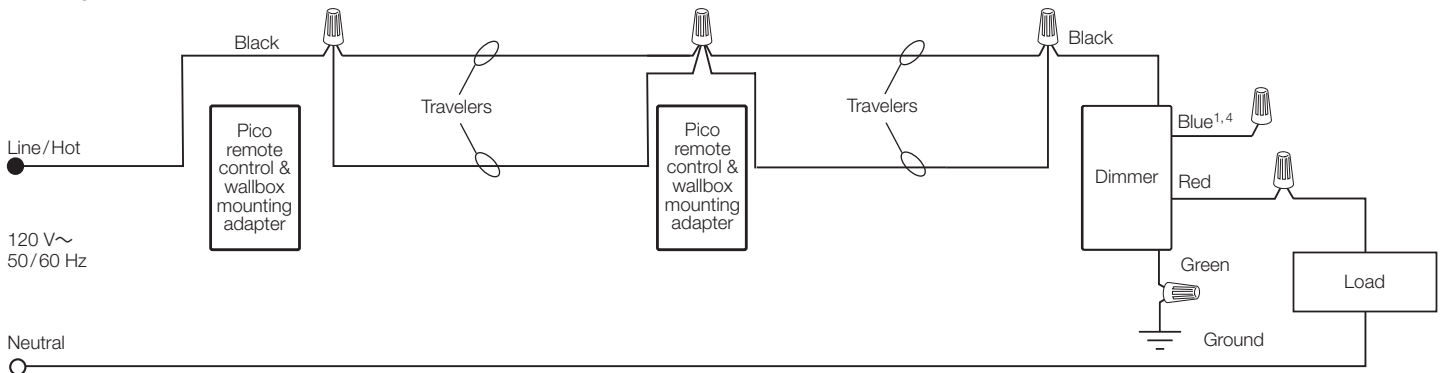 Black
Black
Travelers
Travelers
Line/Hot
Pico
remote
control &
wallbox
mounting
adapter
Pico
remote
control &
wallbox
mounting
adapter
Blue1, 4
Dimmer
Red
120 V~
50/60 Hz
Green
Load
Neutral
Ground